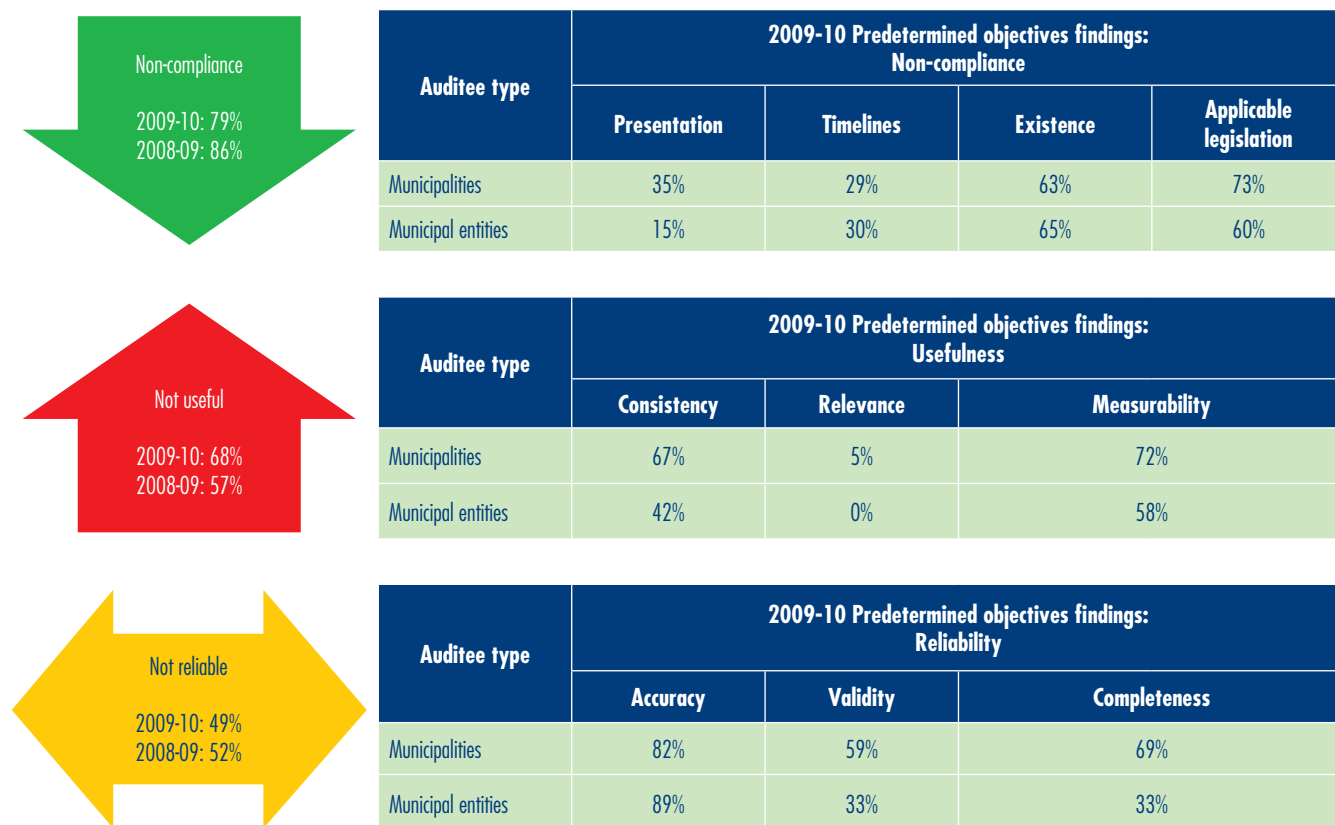 Non-compliance
2009-10: 79%
2008-09: 86%
Auditee type
2009-10 Predetermined objectives findings:
Non-compliance
Presentation Timelines Existence Applicable
legislation
Municipalities 35% 29% 63% 73%
Municipal entities 15% 30% 65% 60%
Not useful
2009-10: 68%
2008-09: 57%
Auditee type
2009-10 Predetermined objectives findings:
Usefulness
Consistency Relevance Measurability
Municipalities 67% 5% 72%
Municipal entities 42% 0% 58%
Not reliable
2009-10: 49%
2008-09: 52%
Auditee type
2009-10 Predetermined objectives findings:
Reliability
Accuracy Validity Completeness
Municipalities 82% 59% 69%
Municipal entities 89% 33% 33%